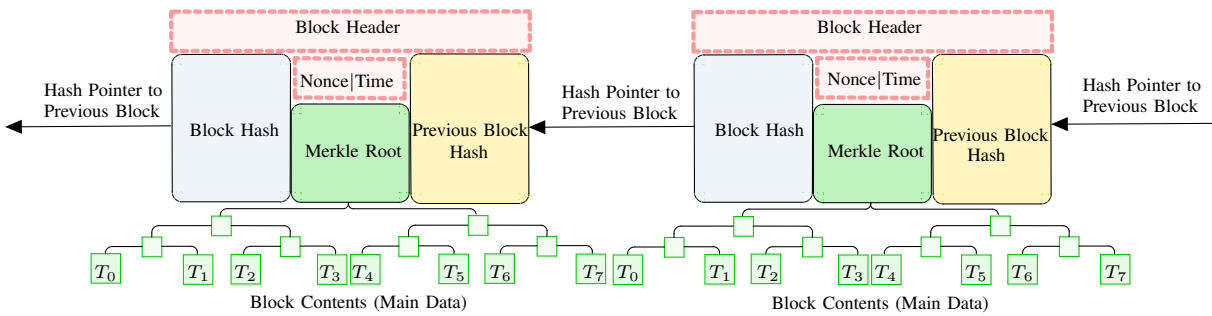 Block Header
Nonce|Time
Hash Pointer to
Previous Block
Block Hash
Merkle Root
Previous Block
Hash
T0 T1 T2 T3 T4 T5 T6 T7
Block Contents (Main Data)
Hash Pointer to
Previous Block
Block Header
Nonce|Time
Block Hash
Merkle Root
Previous Block
Hash
T0 T1 T2 T3 T4 T5 T6 T7
Block Contents (Main Data)
Hash Pointer to
Previous Block